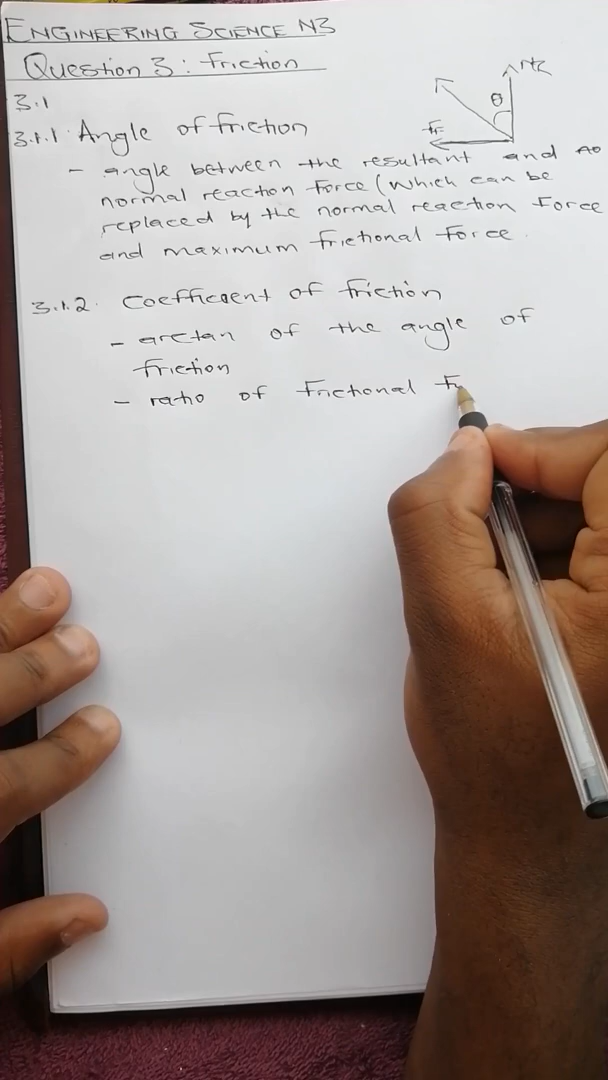 ENGINEERING SCIENCE N3
Question 3: Friction
3.1
3.1.1 Angle of friction
- angle between the resultant and
normal reaction Force (Which can be
replaced by the normal reaction Force
and maximum frictional Force.
3.1.2. Coefficient of friction
- arctan of the angle of
friction
- ratio of Frictional F
θ
Fr